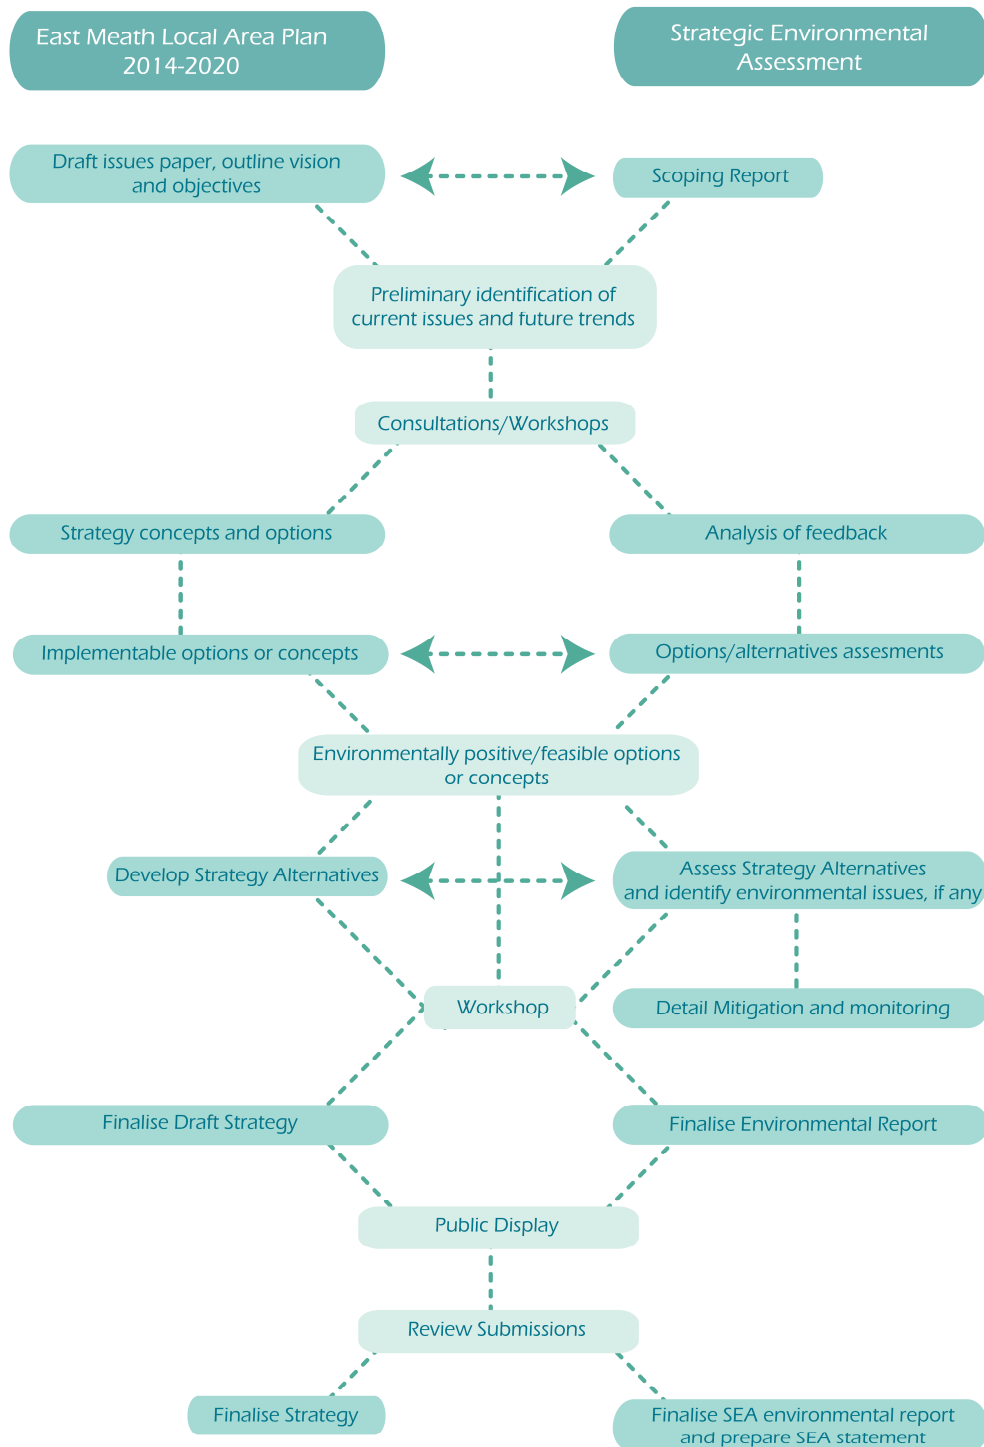 East Meath Local Area Plan
2014-2020
Strategic Environmental
Assessment
Draft issues paper, outline vision
and objectives
Scoping Report
Preliminary identification of
current issues and future trends
Consultations/Workshops
Strategy concepts and options
Analysis of feedback
Implementable options or concepts
Options/alternatives assesments
Environmentally positive/feasible options
or concepts
Develop Strategy Alternatives
Assess Strategy Alternatives
and identify environmental issues, if any
Workshop
Detail Mitigation and monitoring
Finalise Draft Strategy
Finalise Environmental Report
Public Display
Review Submissions
Finalise Strategy
Finalise SEA environmental report
and prepare SEA statement